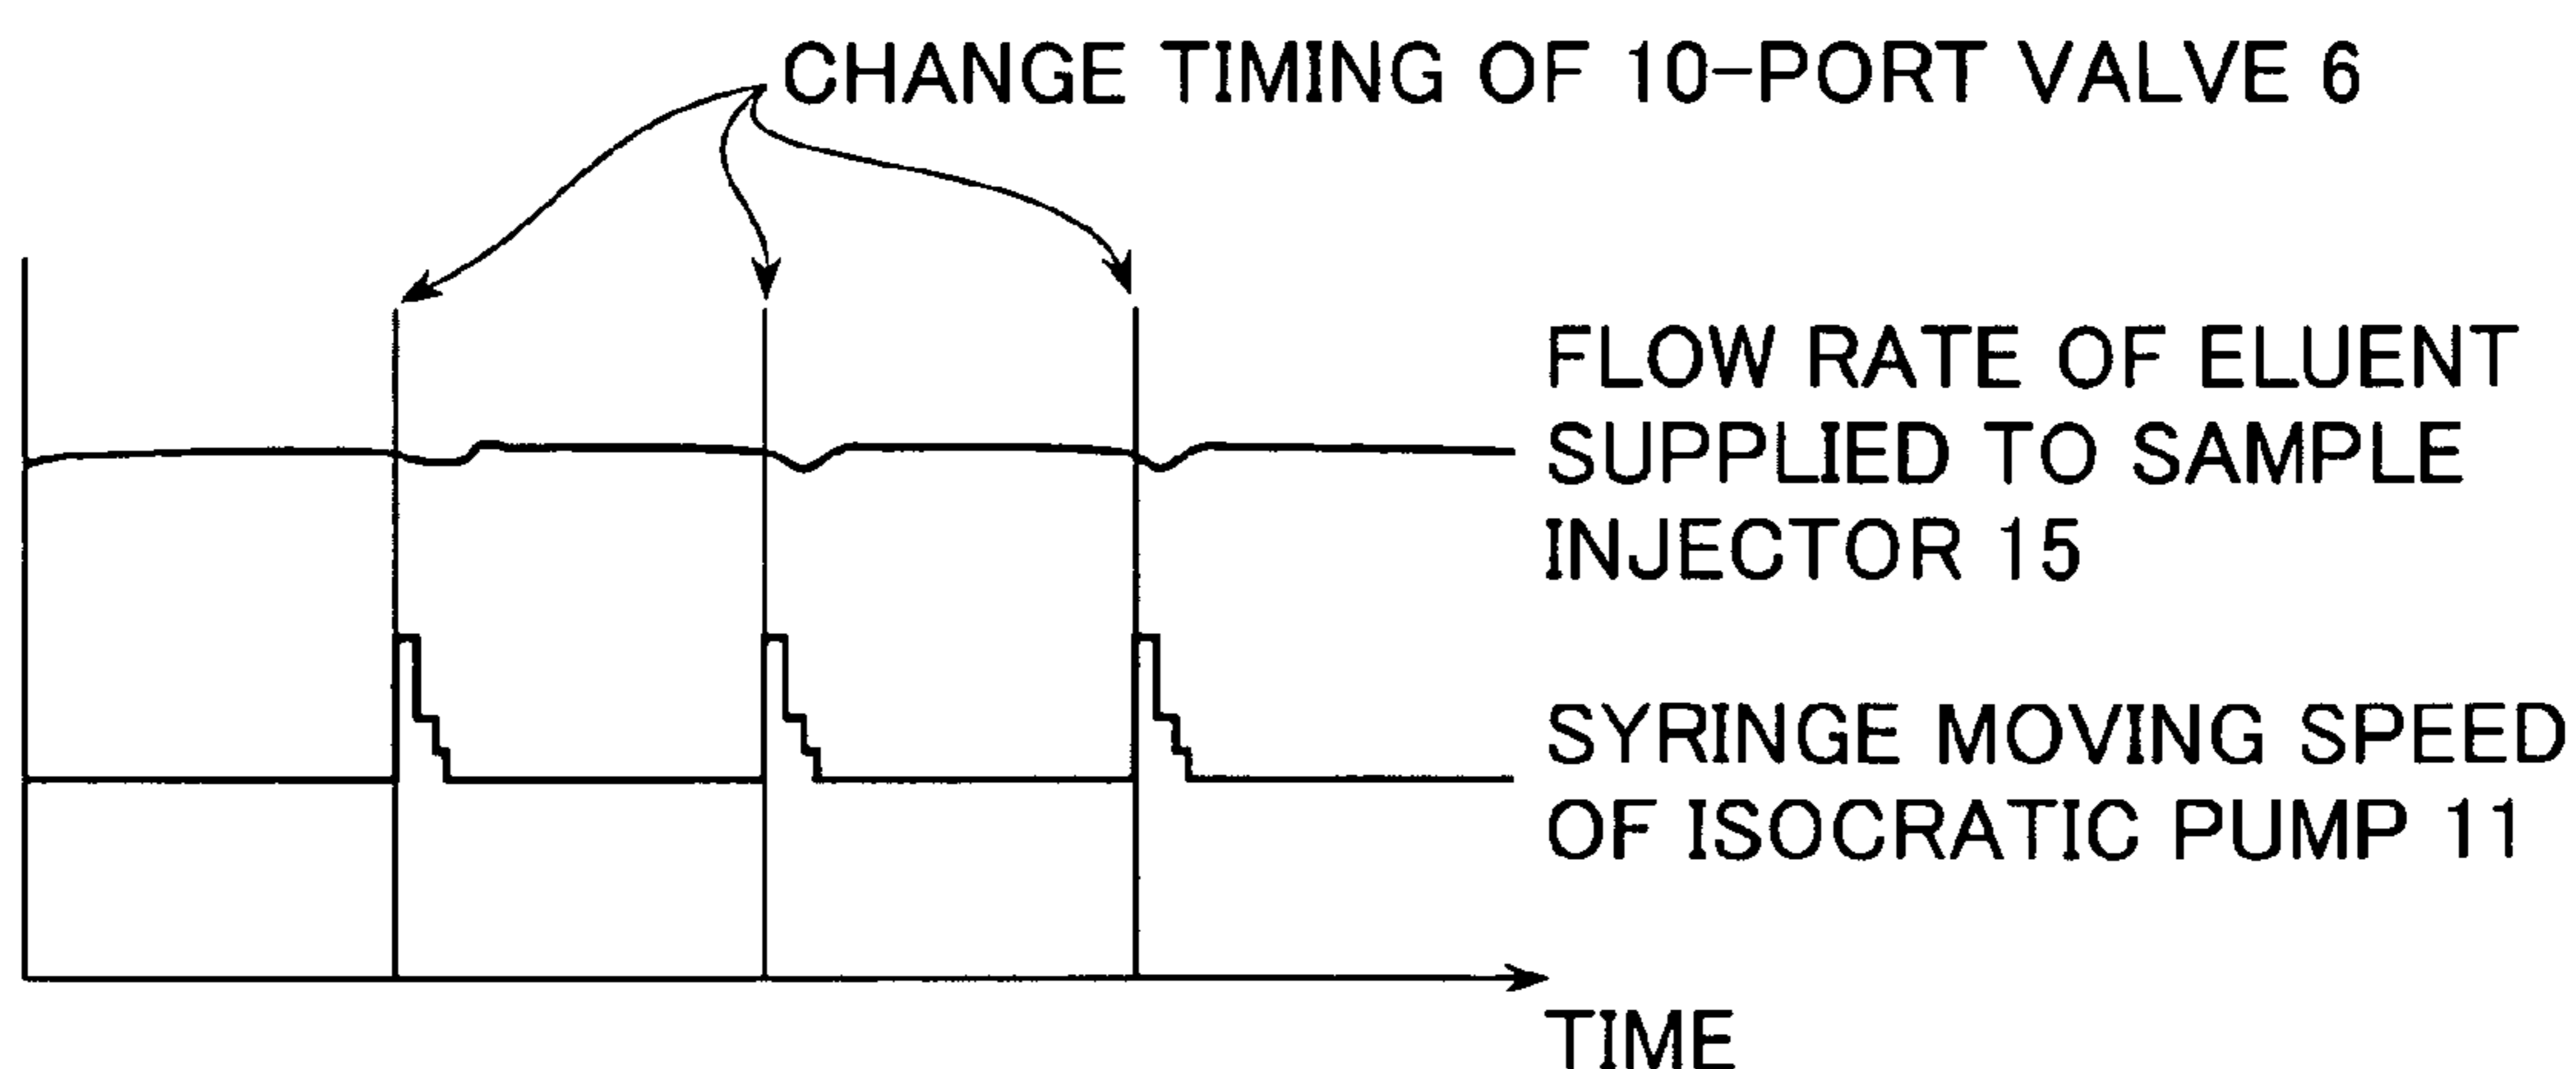 CHANGE TIMING OF 10-PORT VALVE 6
FLOW RATE OF ELUENT
SUPPLIED TO SAMPLE
INJECTOR 15
SYRINGE MOVING SPEED
OF ISOCRATIC PUMP 11
TIME